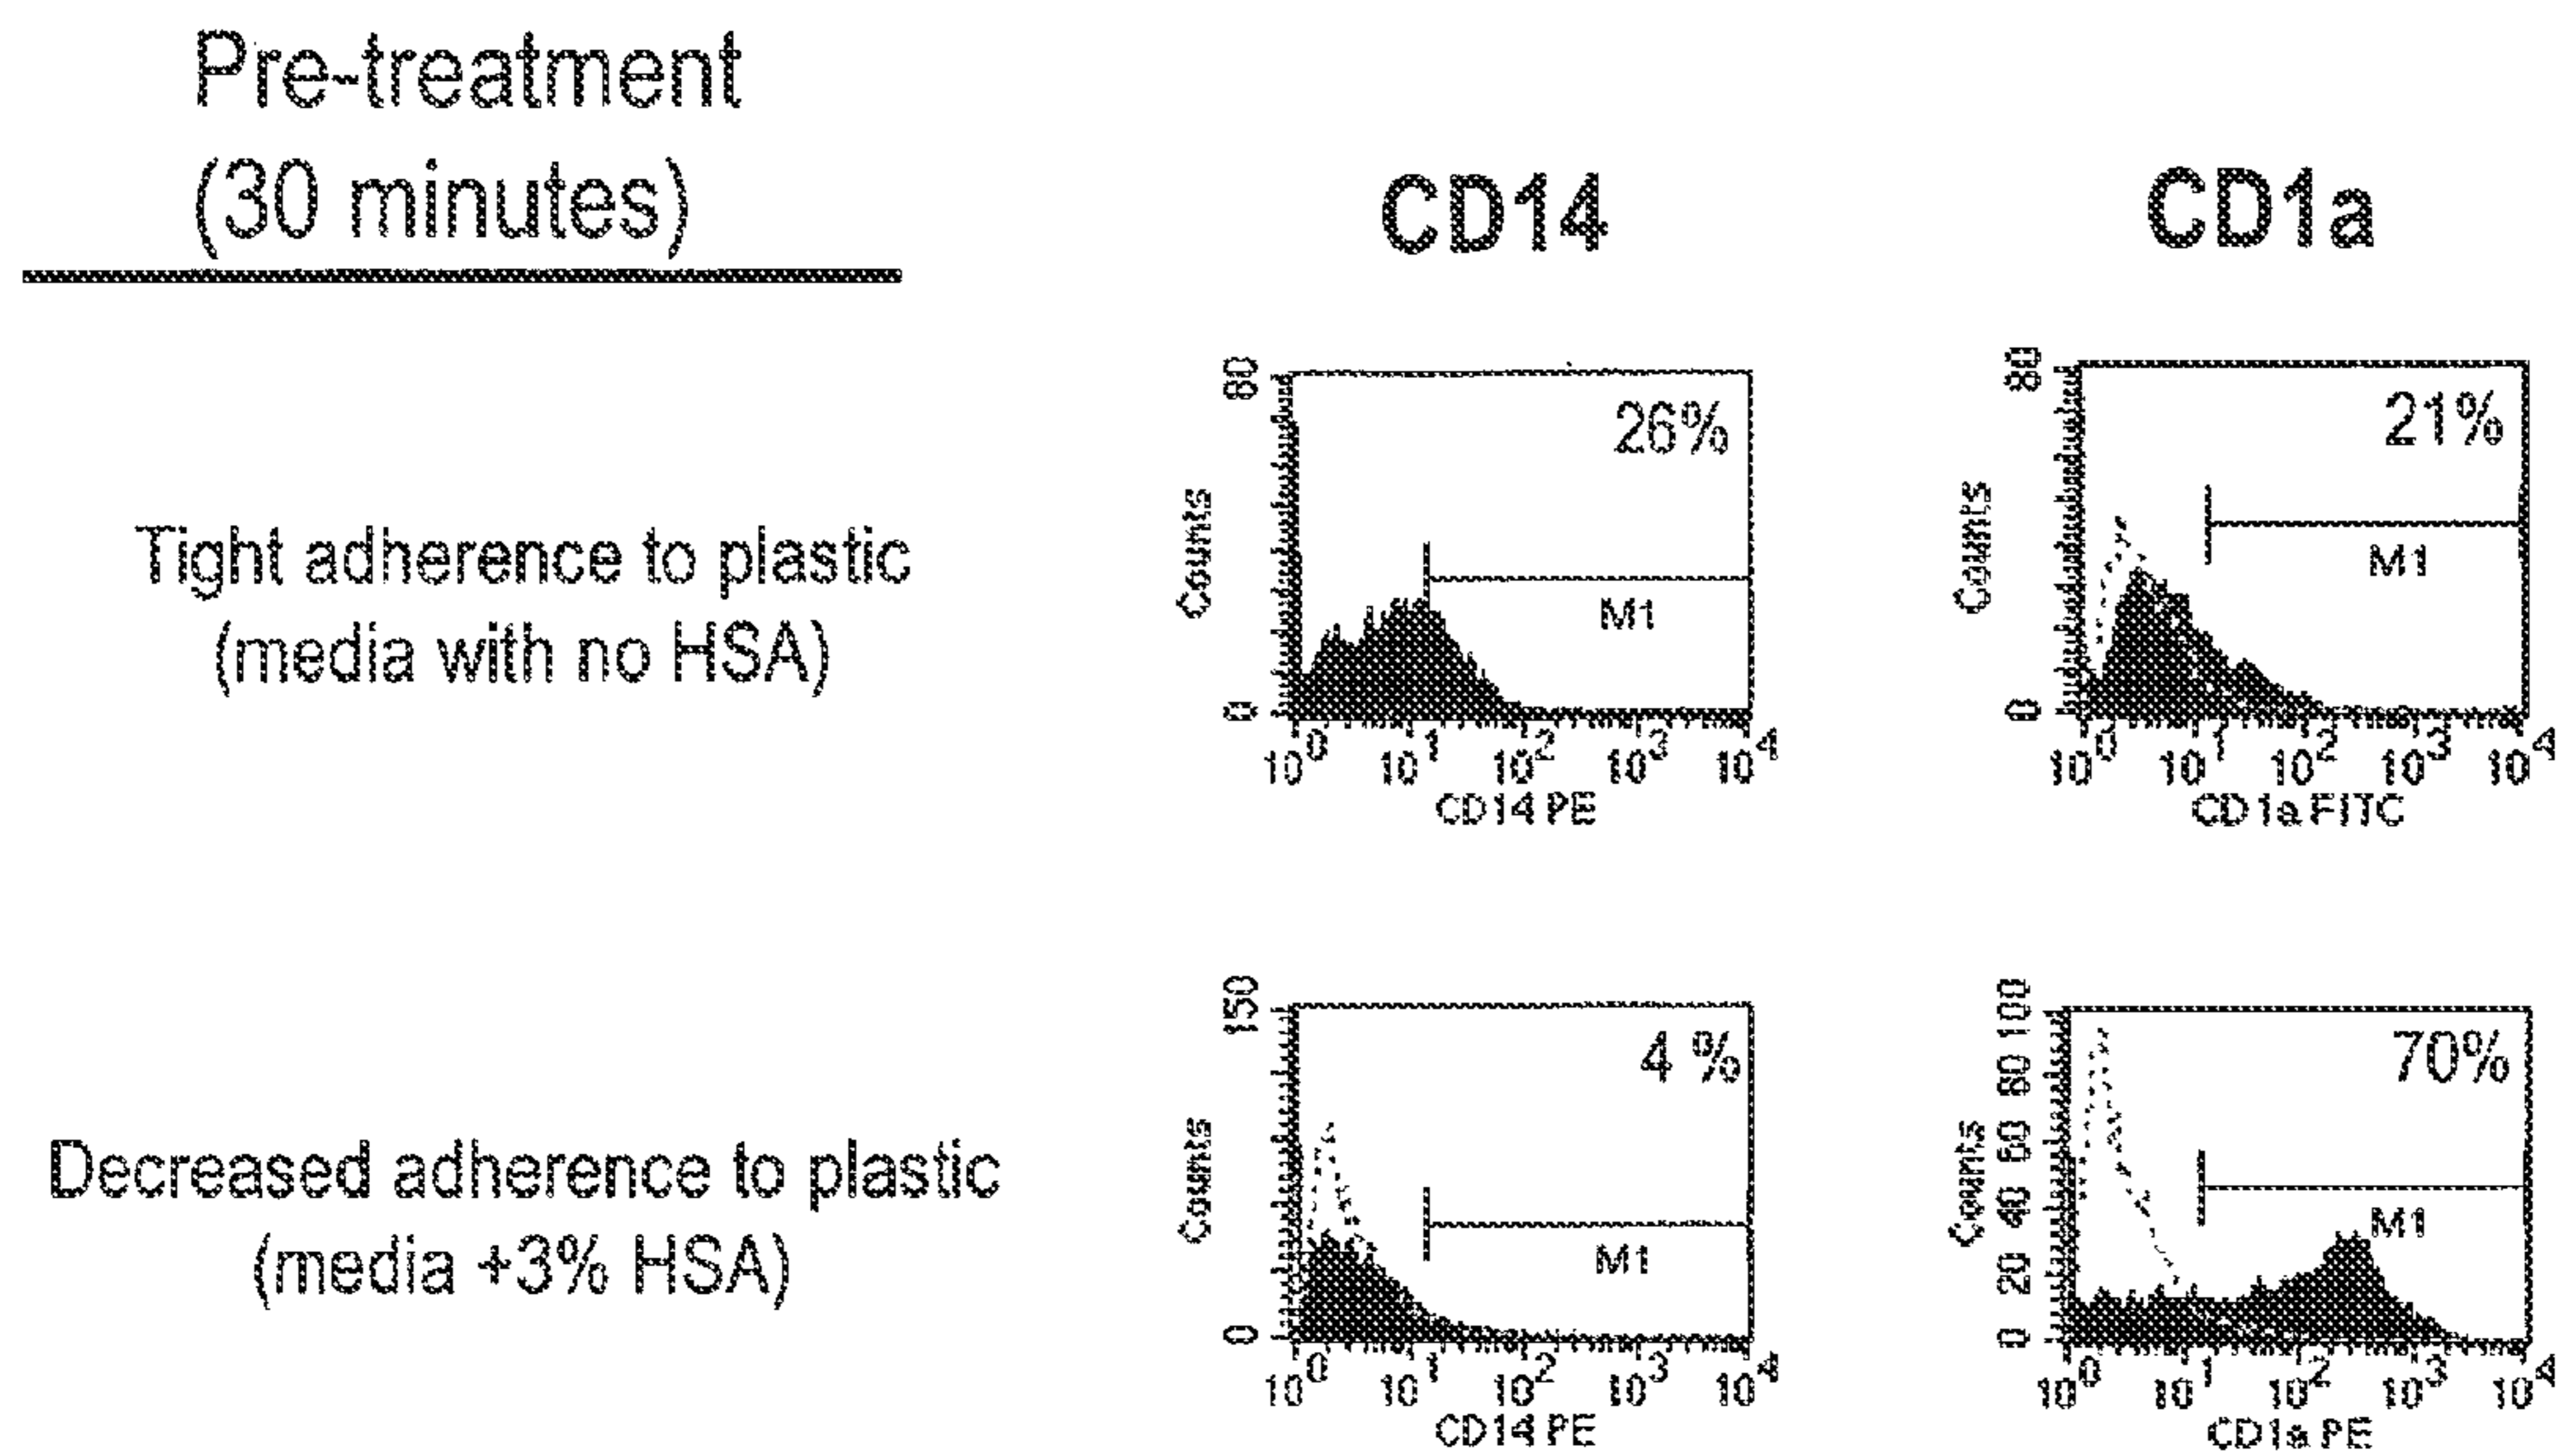 Pre-treatment
(30 minutes)
CD14
CD1a
Tight adherence to plastic
(media with no HSA)
80
Counts
0
26%
M1
10^0 10^1 10^2 10^3 10^4
CD14 PE
80
Counts
0
21%
M1
10^0 10^1 10^2 10^3 10^4
CD1a FITC
Decreased adherence to plastic
(media +3% HSA)
150
Counts
0
4 %
M1
10^0 10^1 10^2 10^3 10^4
CD14 PE
100
80
60
40
20
0
Counts
70%
M1
10^0 10^1 10^2 10^3 10^4
CD1a PE